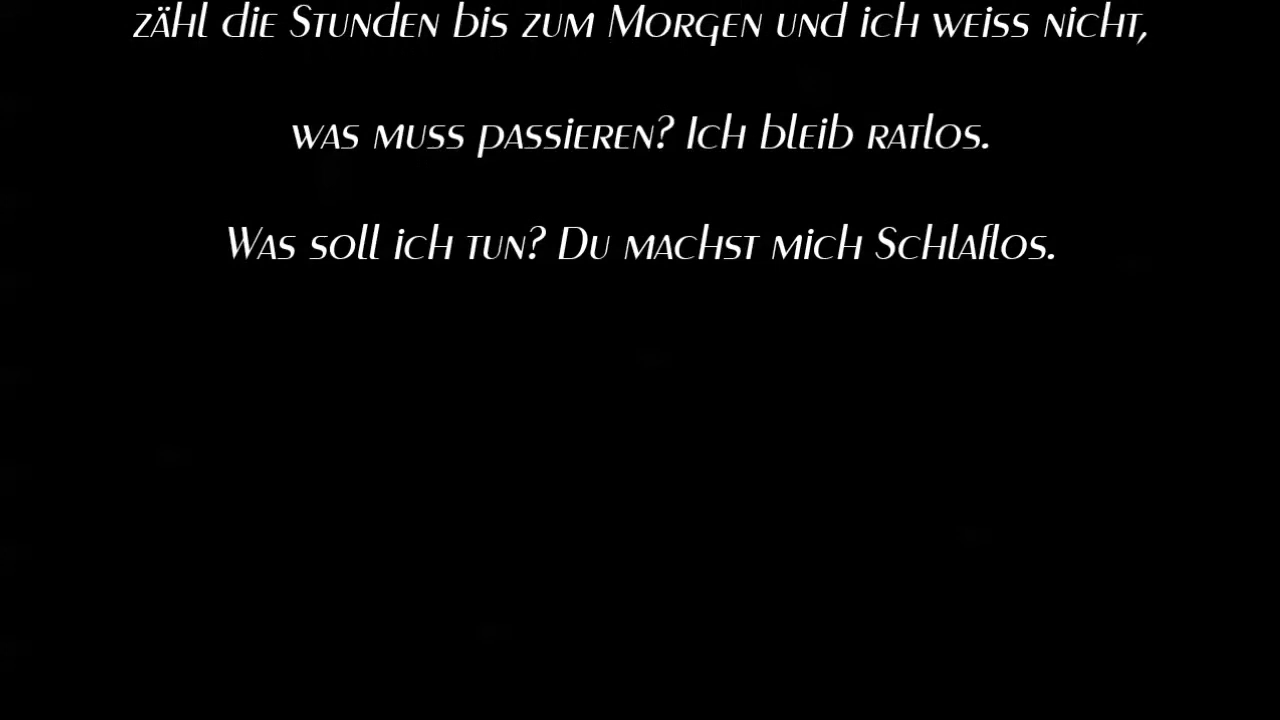 zähl die Stunden bis zum Morgen und ich weiss nicht,
was muss passieren? Ich bleib ratlos.
Was soll ich tun? Du machst mich Schlaflos.